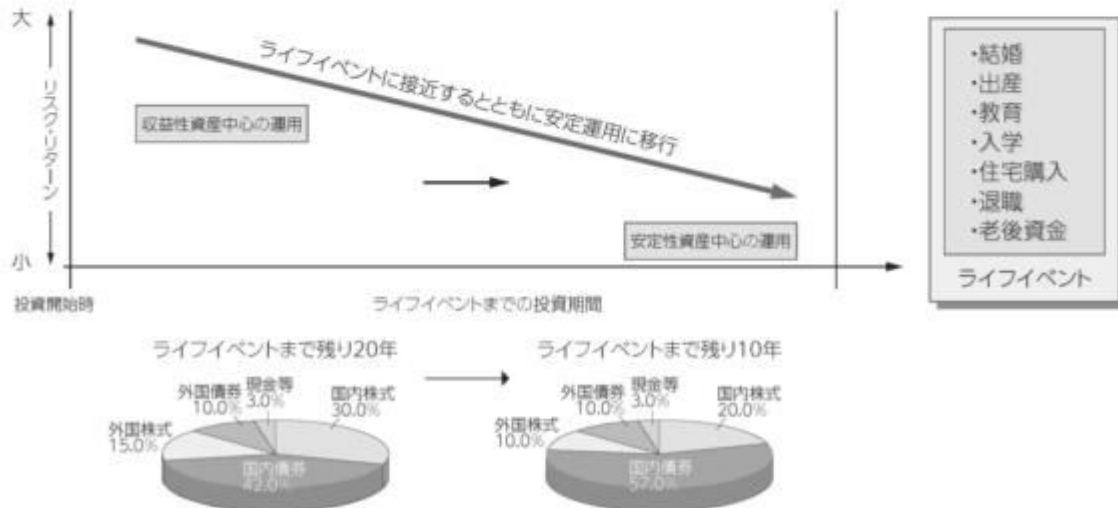 大
リスク・リターン
小
ライフイベントに接近するとともに安定運用に移行
収益性資産中心の運用
安定性資産中心の運用
投資開始時
ライフイベントまでの投資期間
・結婚
・出産
・教育
・入学
・住宅購入
・退職
・老後資金
ライフイベント
ライフイベントまで残り20年
外国債券
10.0%
現金等
3.0%
国内株式
30.0%
外国株式
15.0%
国内債券
42.0%
ライフイベントまで残り10年
外国債券
10.0%
現金等
3.0%
国内株式
20.0%
外国株式
10.0%
国内債券
57.0%